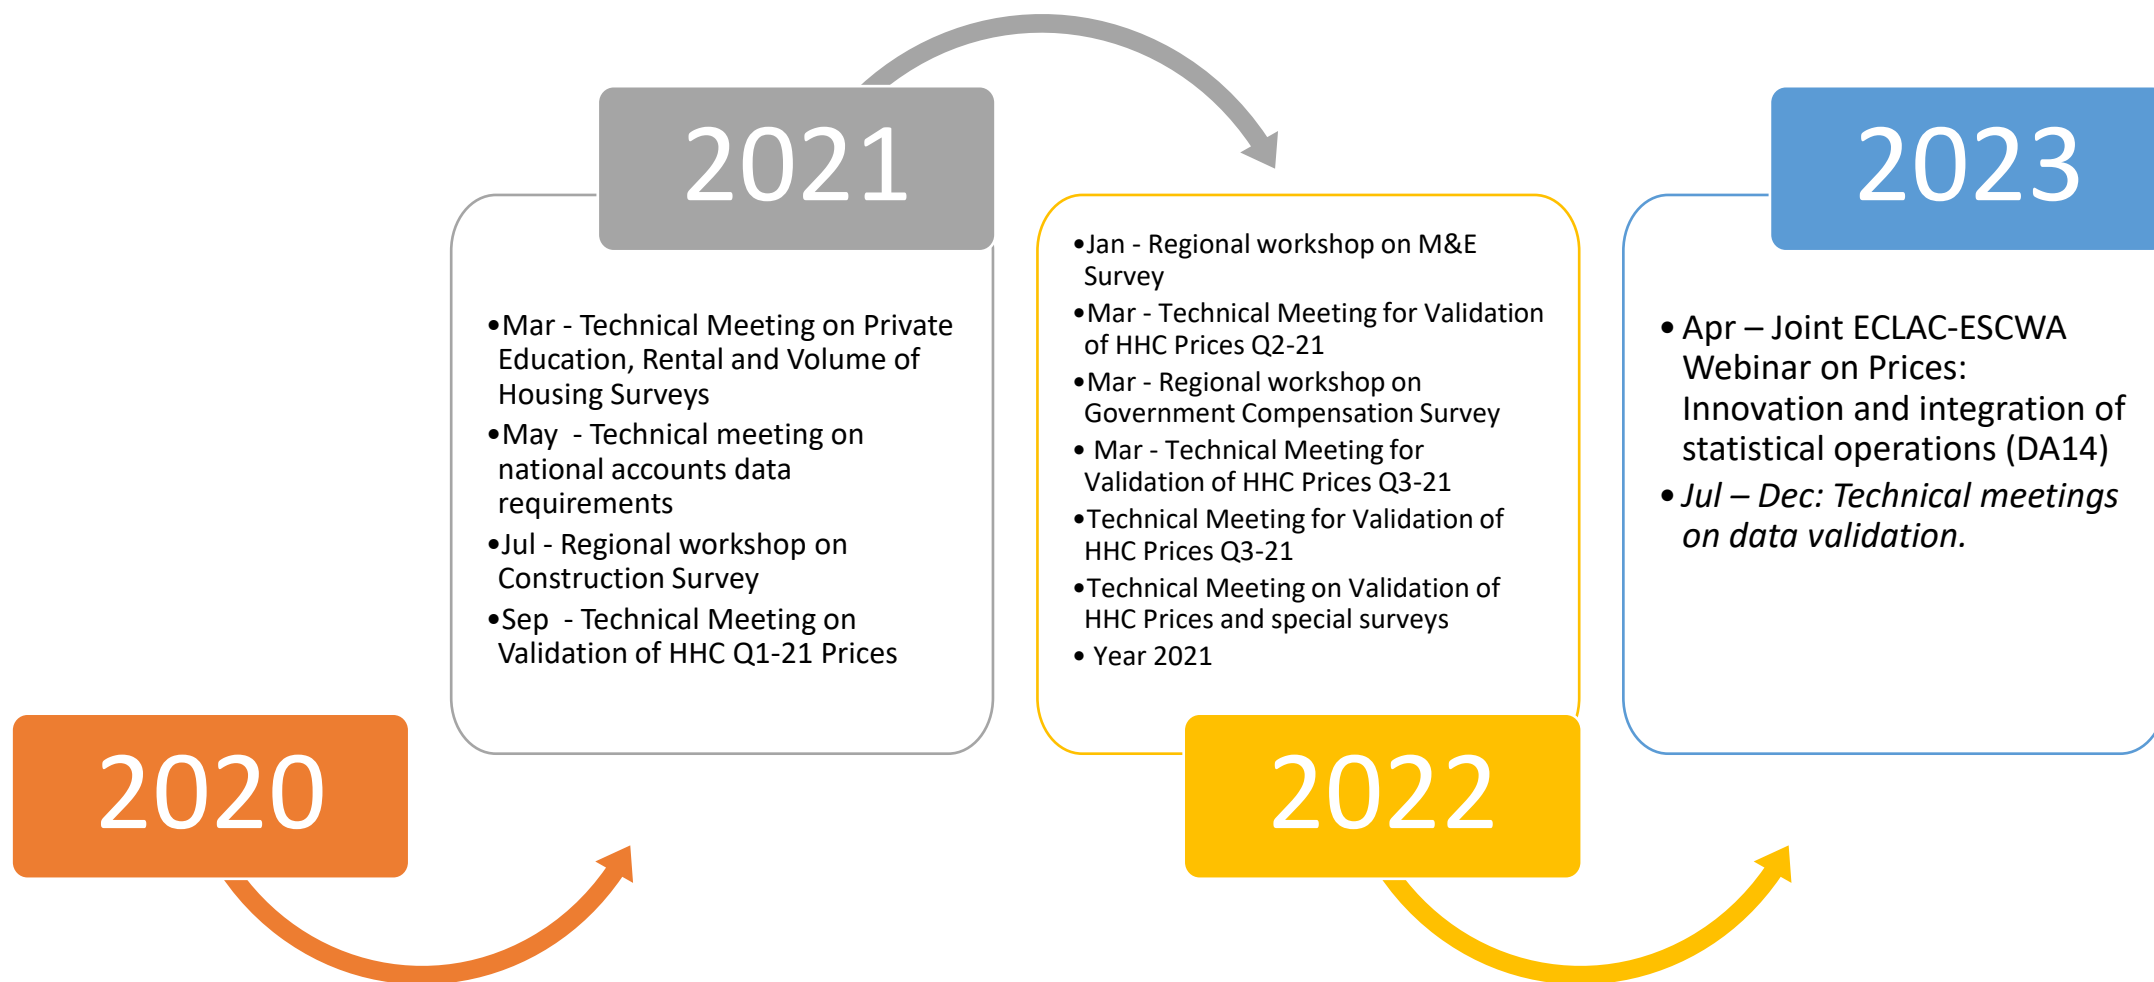 2020
2021
•Mar - Technical Meeting on Private
Education, Rental and Volume of
Housing Surveys
•May  - Technical meeting on
national accounts data
requirements
•Jul - Regional workshop on
Construction Survey
•Sep  - Technical Meeting on
Validation of HHC Q1-21 Prices
•Jan - Regional workshop on M&E
Survey
•Mar - Technical Meeting for Validation
of HHC Prices Q2-21
•Mar - Regional workshop on
Government Compensation Survey
• Mar - Technical Meeting for
Validation of HHC Prices Q3-21
•Technical Meeting for Validation of
HHC Prices Q3-21
•Technical Meeting on Validation of
HHC Prices and special surveys
• Year 2021
2022
2023
• Apr – Joint ECLAC-ESCWA
Webinar on Prices:
Innovation and integration of
statistical operations (DA14)
• Jul – Dec: Technical meetings
on data validation.